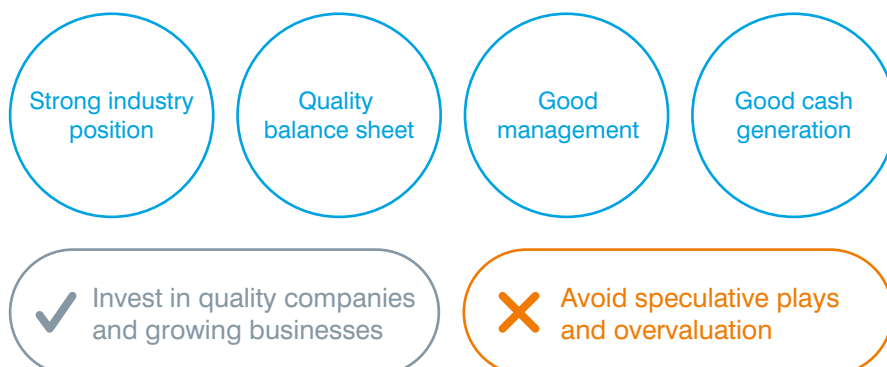 Strong industry
position
Quality
balance sheet
Good
management
Good cash
generation
Invest in quality companies
and growing businesses
Avoid speculative plays
and overvaluation